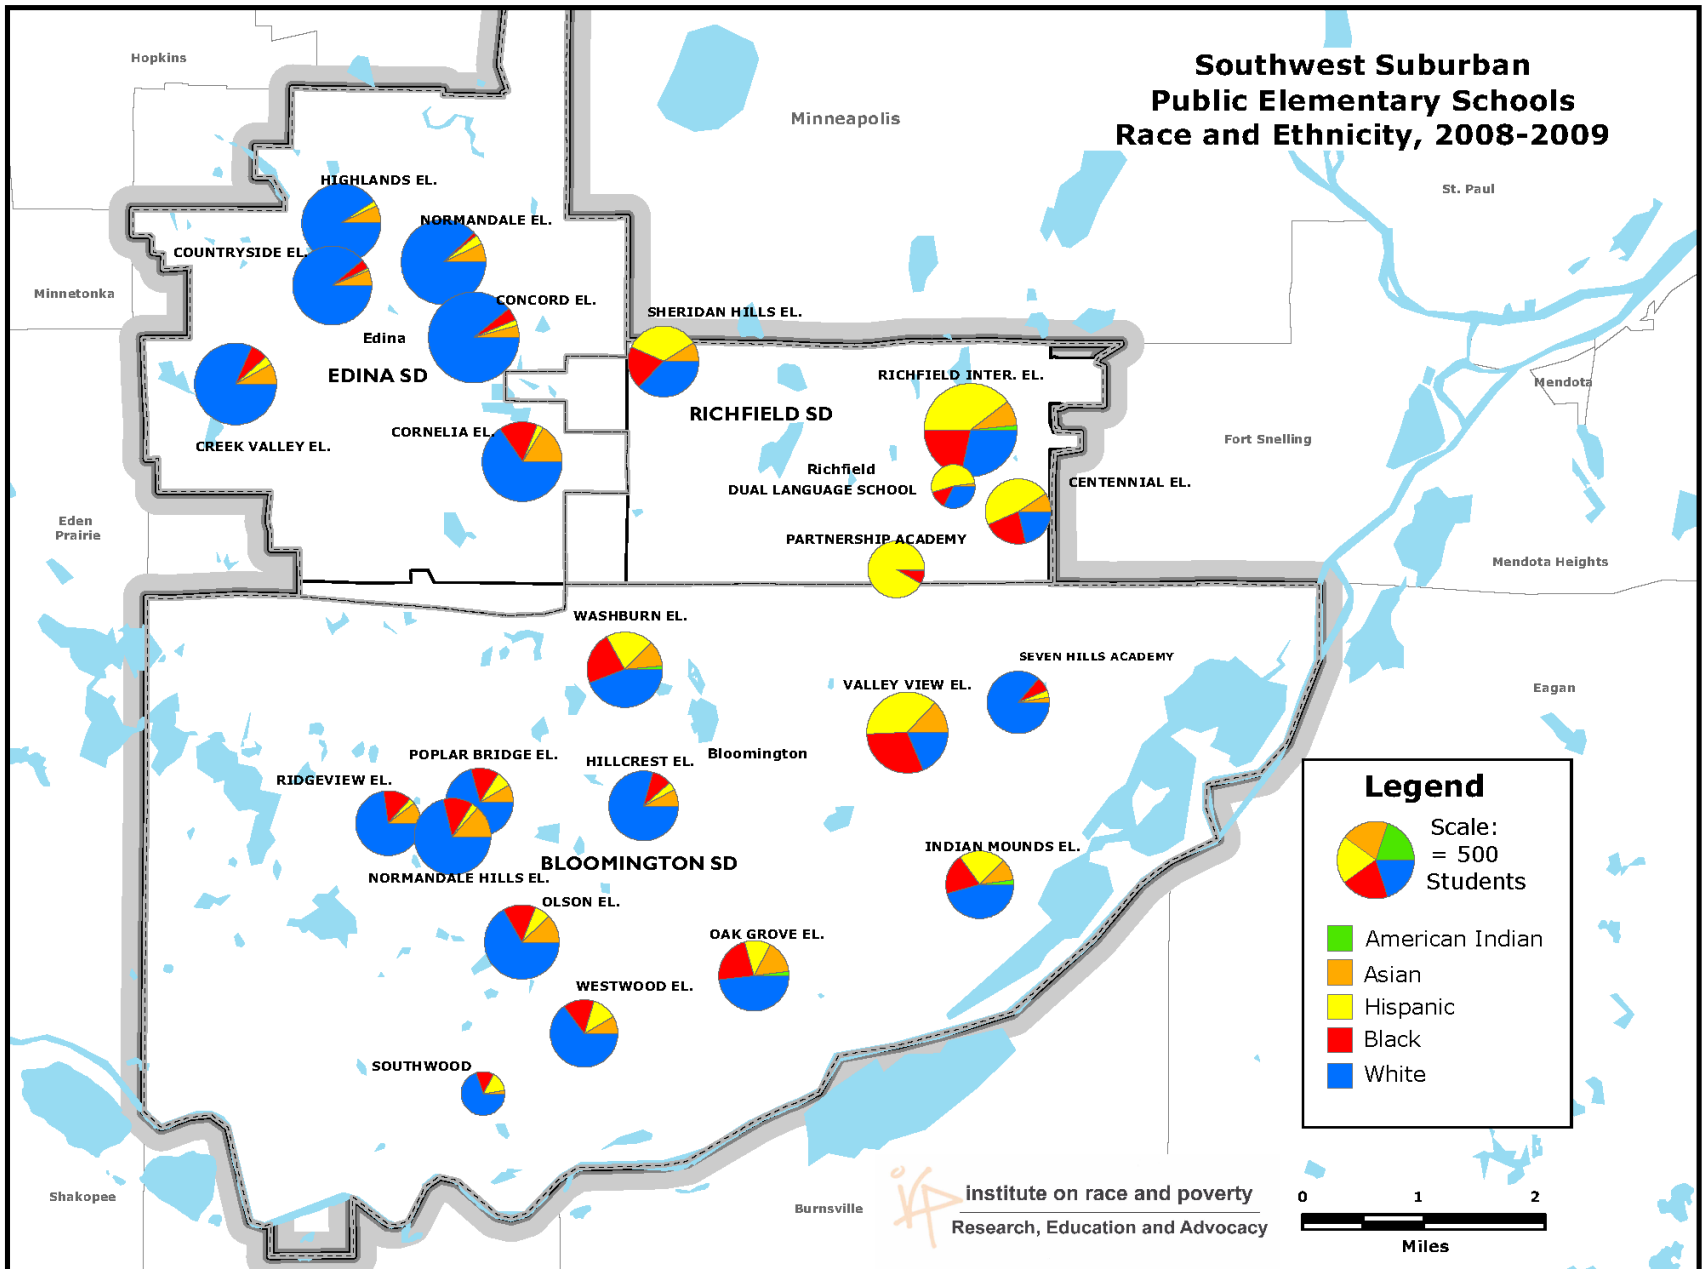 Southwest Suburban
Public Elementary Schools
Race and Ethnicity, 2008-2009
Hopkins
Minneapolis
St. Paul
HIGHLANDS EL.
NORMANDALE EL.
COUNTRYSIDE EL.
Minnetonka
CONCORD EL.
SHERIDAN HILLS EL.
Edina
EDINA SD
RICHFIELD INTER. EL.
Mendota
RICHFIELD SD
CORNELIA EL.
CREEK VALLEY EL.
Fort Snelling
Richfield
DUAL LANGUAGE SCHOOL
CENTENNIAL EL.
Eden
Prairie
PARTNERSHIP ACADEMY
Mendota Heights
WASHBURN EL.
SEVEN HILLS ACADEMY
VALLEY VIEW EL.
Eagan
POPLAR BRIDGE EL.
HILLCREST EL.
Bloomington
RIDGEVIEW EL.
BLOOMINGTON SD
INDIAN MOUNDS EL.
NORMANDALE HILLS EL.
OLSON EL.
OAK GROVE EL.
WESTWOOD EL.
SOUTHWOOD
Legend
Scale:
= 500
Students
American Indian
Asian
Hispanic
Black
White
Shakopee
Burnsville
irp
institute on race and poverty
Research, Education and Advocacy
0 1 2
Miles